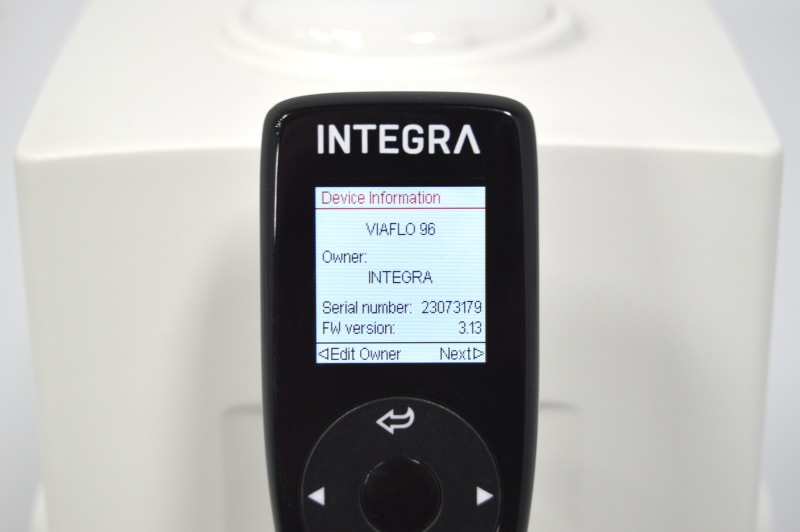 INTEGRA
Device Information
VIAFLO 96
Owner:
INTEGRA
Serial number: 23073179
FW version: 3.13
◁Edit Owner Next▷